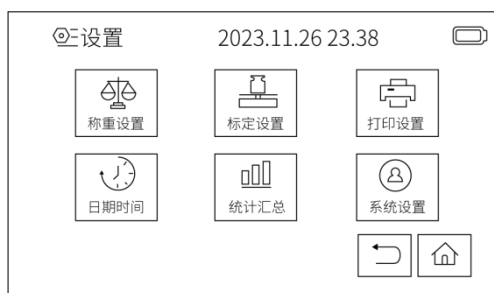 设置 2023.11.26 23.38
称重设置 标定设置 打印设置
日期时间 统计汇总 系统设置